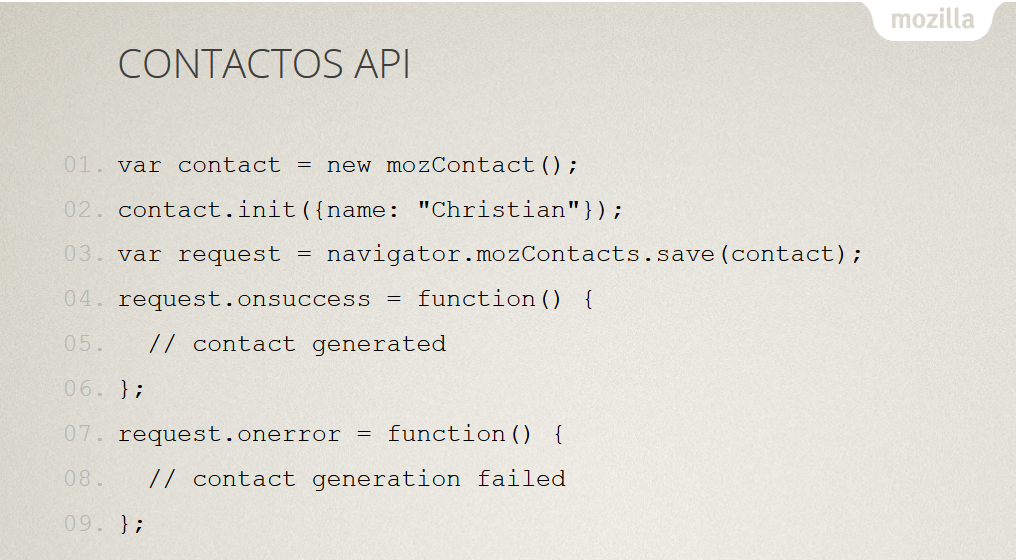 mozilla
CONTACTOS API
01. var contact = new mozContact();
02. contact.init({name: "Christian"});
03. var request = navigator.mozContacts.save(contact);
04. request.onsuccess = function() {
05.   // contact generated
06. };
07. request.onerror = function() {
08.   // contact generation failed
09. };